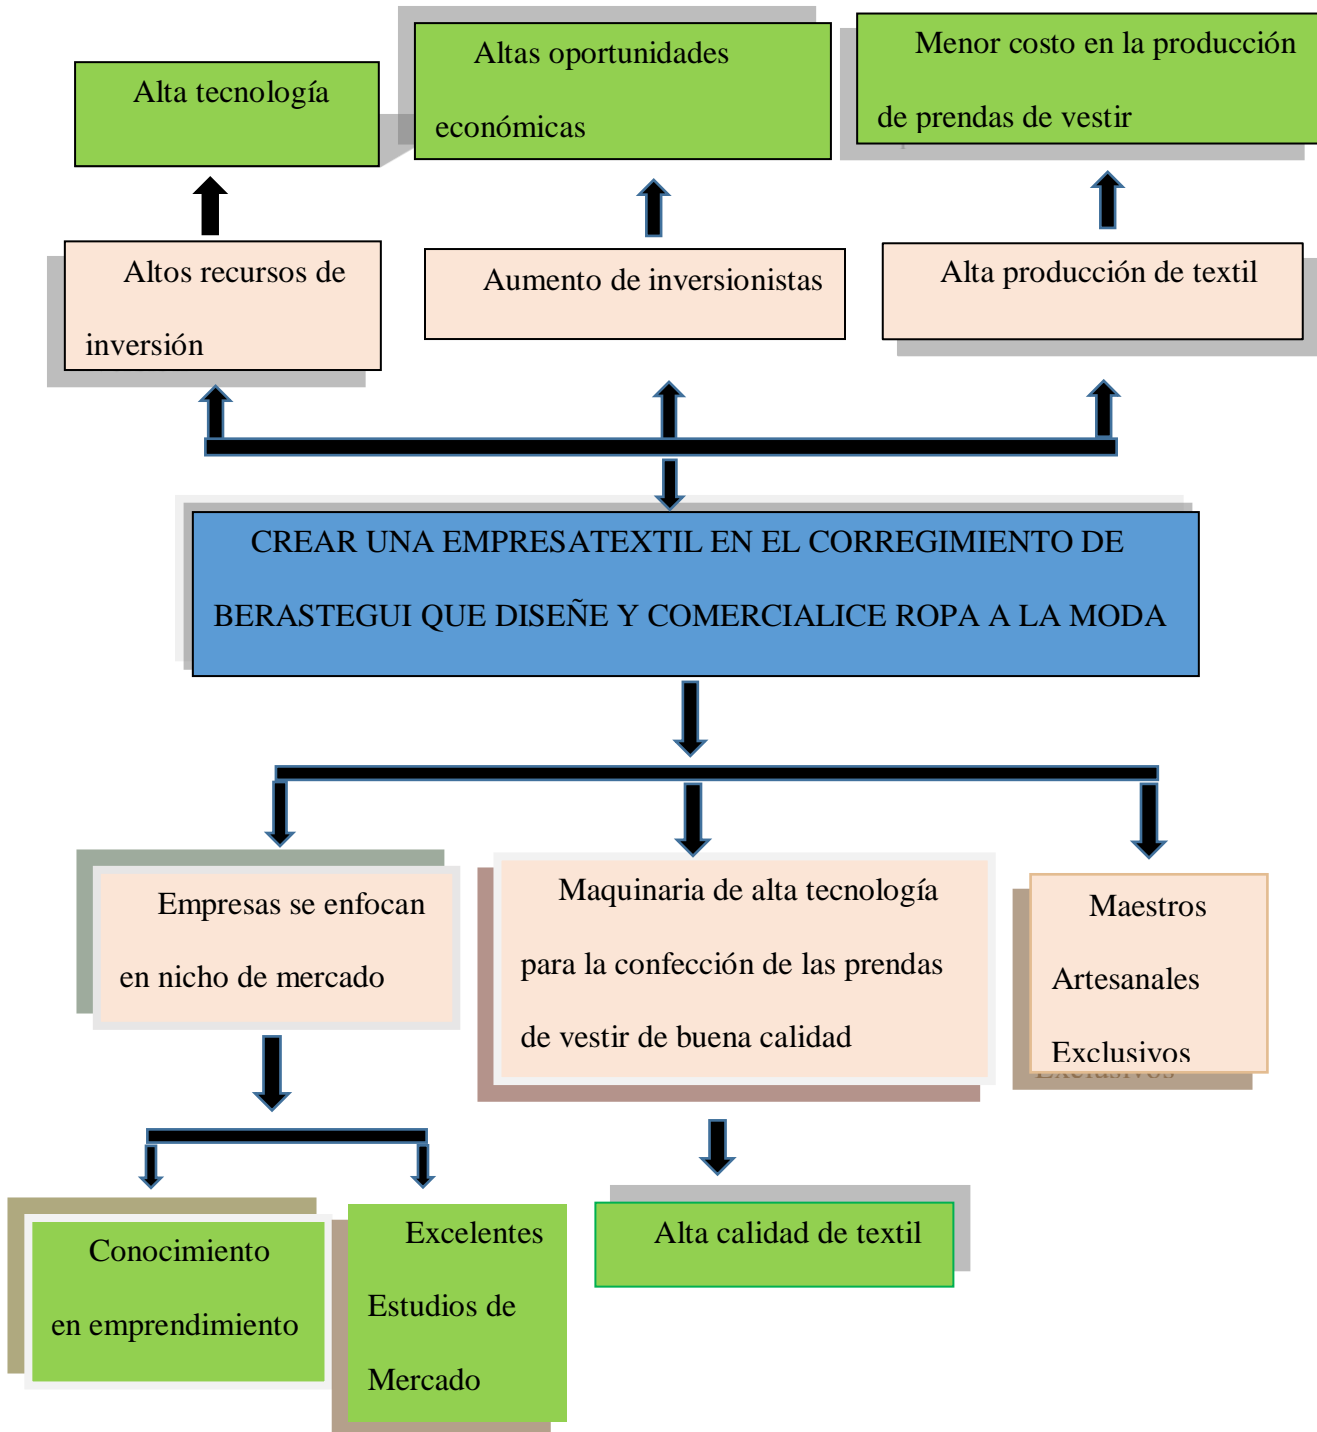 Alta tecnología
Altas oportunidades
económicas
Menor costo en la producción
de prendas de vestir
Altos recursos de
inversión
Aumento de inversionistas
Alta producción de textil
CREAR UNA EMPRESATEXTIL EN EL CORREGIMIENTO DE
BERASTEGUI QUE DISEÑE Y COMERCIALICE ROPA A LA MODA
Empresas se enfocan
en nicho de mercado
Maquinaria de alta tecnología
para la confección de las prendas
de vestir de buena calidad
Maestros
Artesanales
Exclusivos
Conocimiento
en emprendimiento
Excelentes
Estudios de
Mercado
Alta calidad de textil